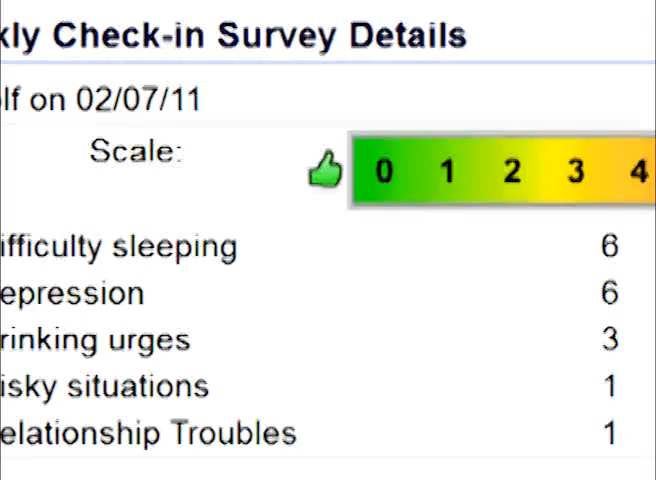 kly Check-in Survey Details
lf on 02/07/11
Scale: 0 1 2 3 4
ifficulty sleeping 6
epression 6
rinking urges 3
isky situations 1
elationship Troubles 1